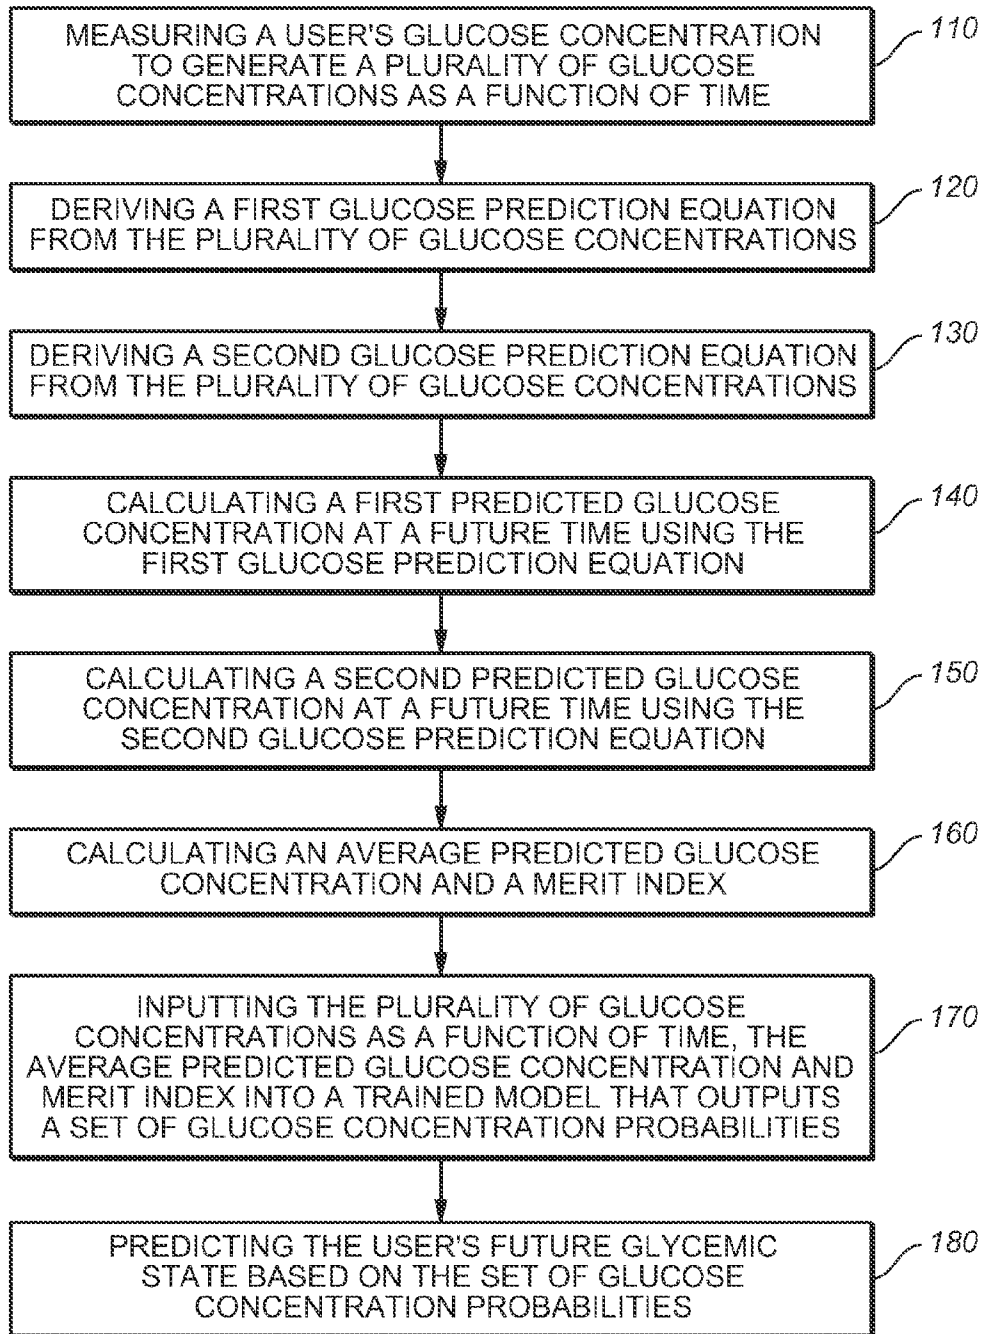 MEASURING A USER'S GLUCOSE CONCENTRATION
TO GENERATE A PLURALITY OF GLUCOSE
CONCENTRATIONS AS A FUNCTION OF TIME
110
DERIVING A FIRST GLUCOSE PREDICTION EQUATION
FROM THE PLURALITY OF GLUCOSE CONCENTRATIONS
120
DERIVING A SECOND GLUCOSE PREDICTION EQUATION
FROM THE PLURALITY OF GLUCOSE CONCENTRATIONS
130
CALCULATING A FIRST PREDICTED GLUCOSE
CONCENTRATION AT A FUTURE TIME USING THE
FIRST GLUCOSE PREDICTION EQUATION
140
CALCULATING A SECOND PREDICTED GLUCOSE
CONCENTRATION AT A FUTURE TIME USING THE
SECOND GLUCOSE PREDICTION EQUATION
150
CALCULATING AN AVERAGE PREDICTED GLUCOSE
CONCENTRATION AND A MERIT INDEX
160
INPUTTING THE PLURALITY OF GLUCOSE
CONCENTRATIONS AS A FUNCTION OF TIME, THE
AVERAGE PREDICTED GLUCOSE CONCENTRATION AND
MERIT INDEX INTO A TRAINED MODEL THAT OUTPUTS
A SET OF GLUCOSE CONCENTRATION PROBABILITIES
170
PREDICTING THE USER'S FUTURE GLYCEMIC
STATE BASED ON THE SET OF GLUCOSE
CONCENTRATION PROBABILITIES
180